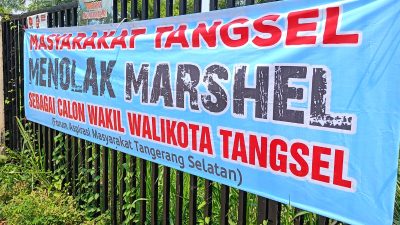 MASYARAKAT TANGSEL
MENOLAK MARSHEL
SEBAGAI CALON WAKIL WALIKOTA TANGSEL
(Forum Aspirasi Masyarakat Tangerang Selatan)